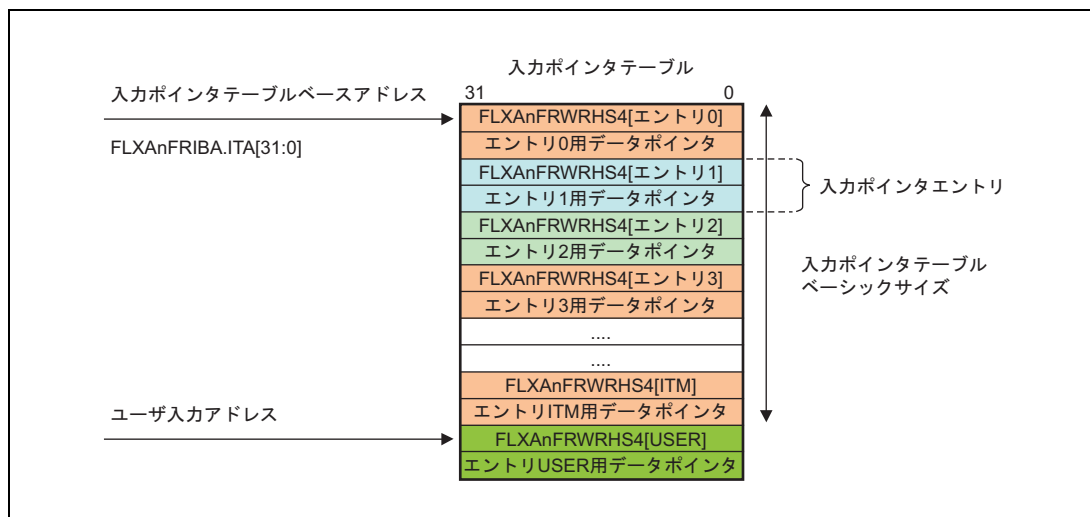 入力ポインタテーブル
31 0
入力ポインタテーブルベースアドレス
FLXAnFRIBA.ITA[31:0]
FLXAnFRWRHS4[エントリ0]
エントリ0用データポインタ
FLXAnFRWRHS4[エントリ1]
エントリ1用データポインタ
入力ポインタエントリ
FLXAnFRWRHS4[エントリ2]
エントリ2用データポインタ
FLXAnFRWRHS4[エントリ3]
エントリ3用データポインタ
入力ポインタテーブル
ベーシックサイズ
....
....
FLXAnFRWRHS4[ITM]
エントリITM用データポインタ
ユーザ入力アドレス
FLXAnFRWRHS4[USER]
エントリUSER用データポインタ